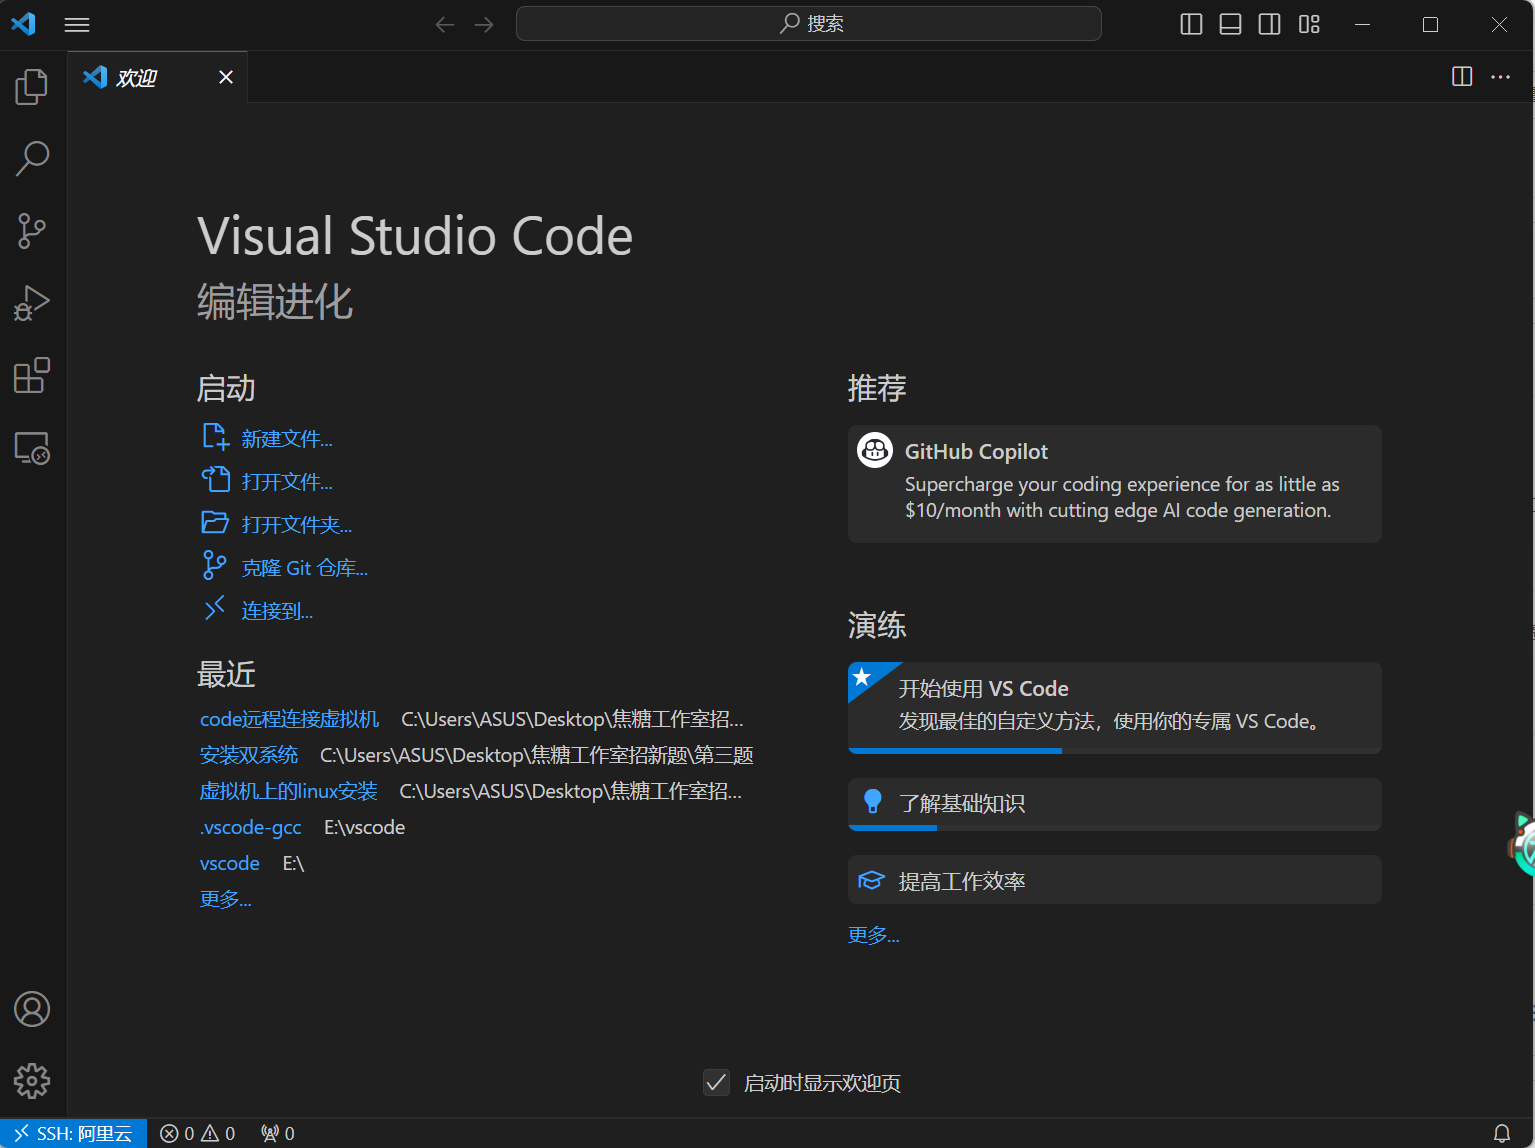 搜索
欢迎
Visual Studio Code
编辑进化
启动
新建文件...
打开文件...
打开文件夹...
克隆 Git 仓库...
连接到...
最近
code远程连接虚拟机 C:\Users\ASUS\Desktop\焦糖工作室招...
安装双系统 C:\Users\ASUS\Desktop\焦糖工作室招新题\第三题
虚拟机上的linux安装 C:\Users\ASUS\Desktop\焦糖工作室招...
.vscode-gcc E:\vscode
vscode E:\
更多...
推荐
GitHub Copilot
Supercharge your coding experience for as little as
$10/month with cutting edge AI code generation.
演练
开始使用 VS Code
发现最佳的自定义方法，使用你的专属 VS Code。
了解基础知识
提高工作效率
更多...
启动时显示欢迎页
SSH: 阿里云 0 0 0